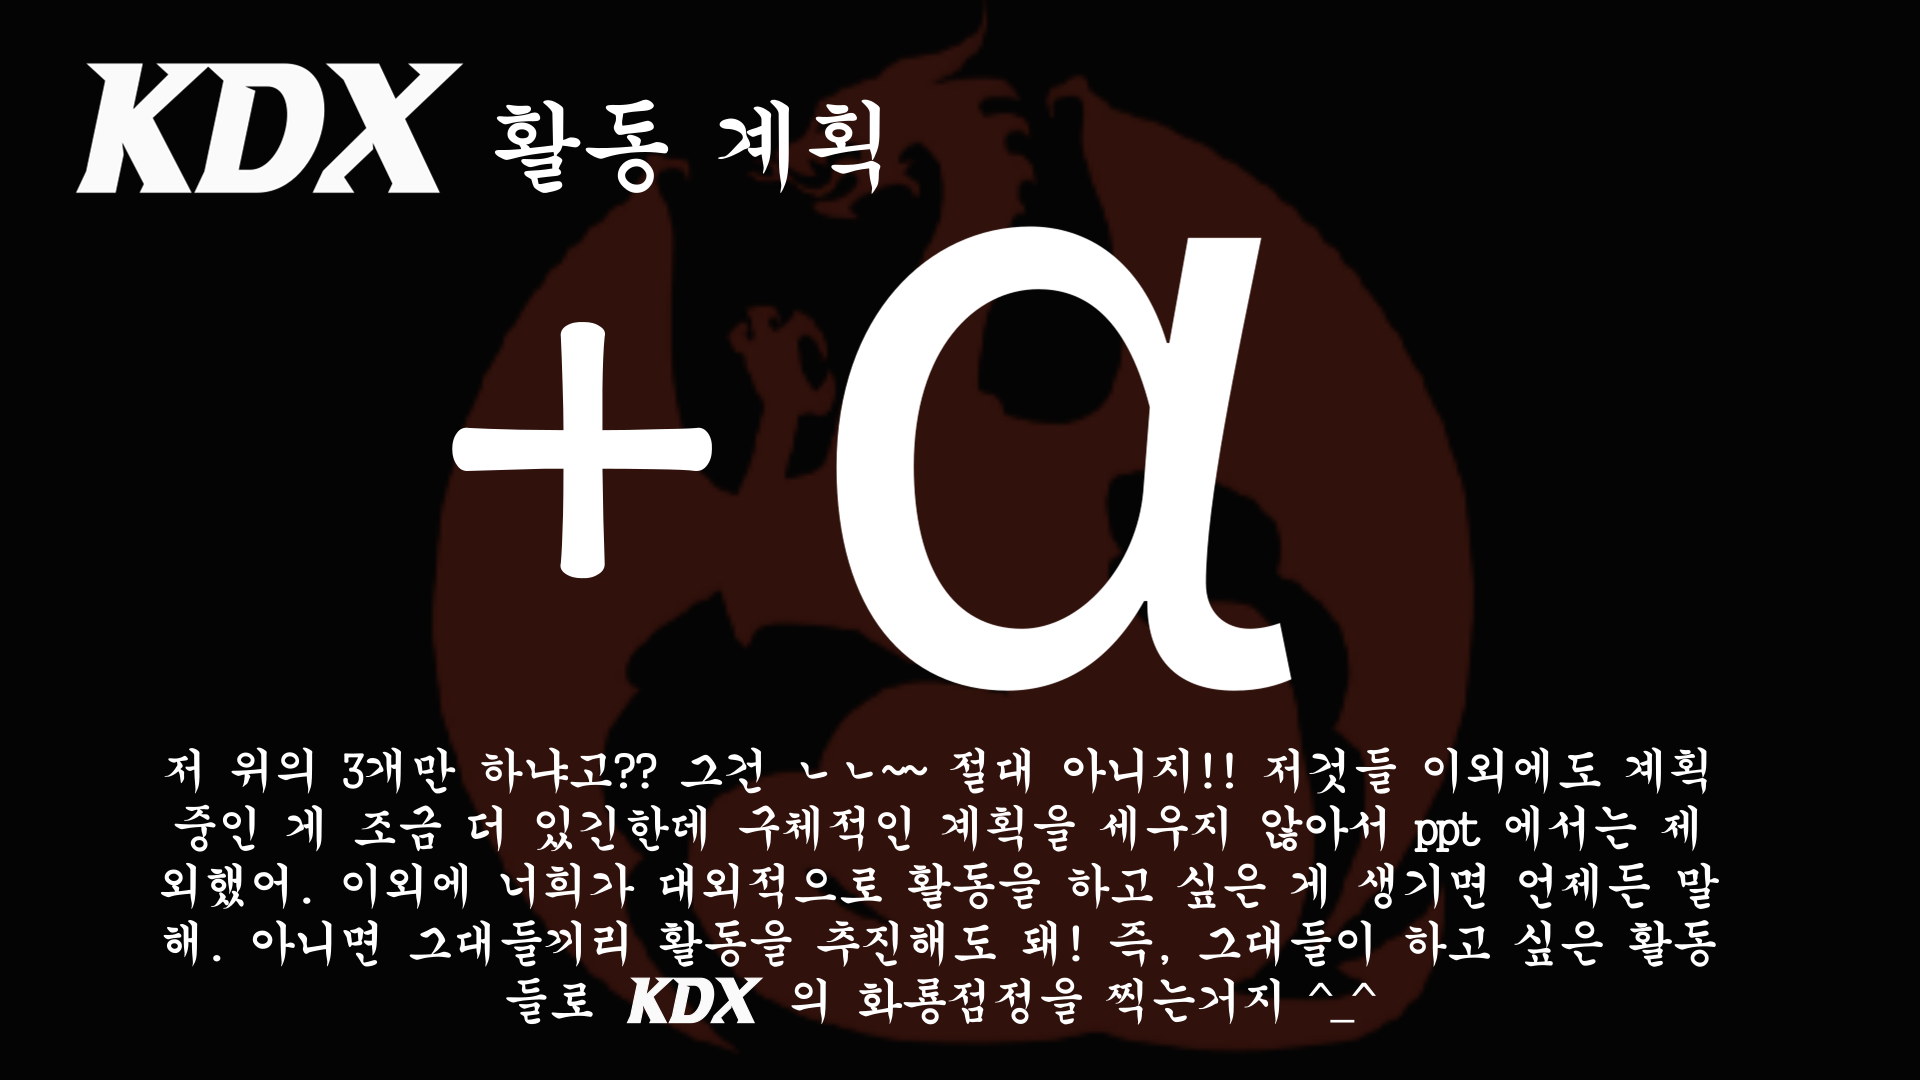 KDX 활동 계획
+α
저 위의 3개만 하냐고?? 그건 ㄴㄴ~~ 절대 아니지!! 저것들 이외에도 계획
중인 게 조금 더 있긴한데 구체적인 계획을 세우지 않아서 ppt 에서는 제
외했어. 이외에 너희가 대외적으로 활동을 하고 싶은 게 생기면 언제든 말
해. 아니면 그대들끼리 활동을 추진해도 돼! 즉, 그대들이 하고 싶은 활동
들로 KDX 의 화룡점정을 찍는거지 ^_^